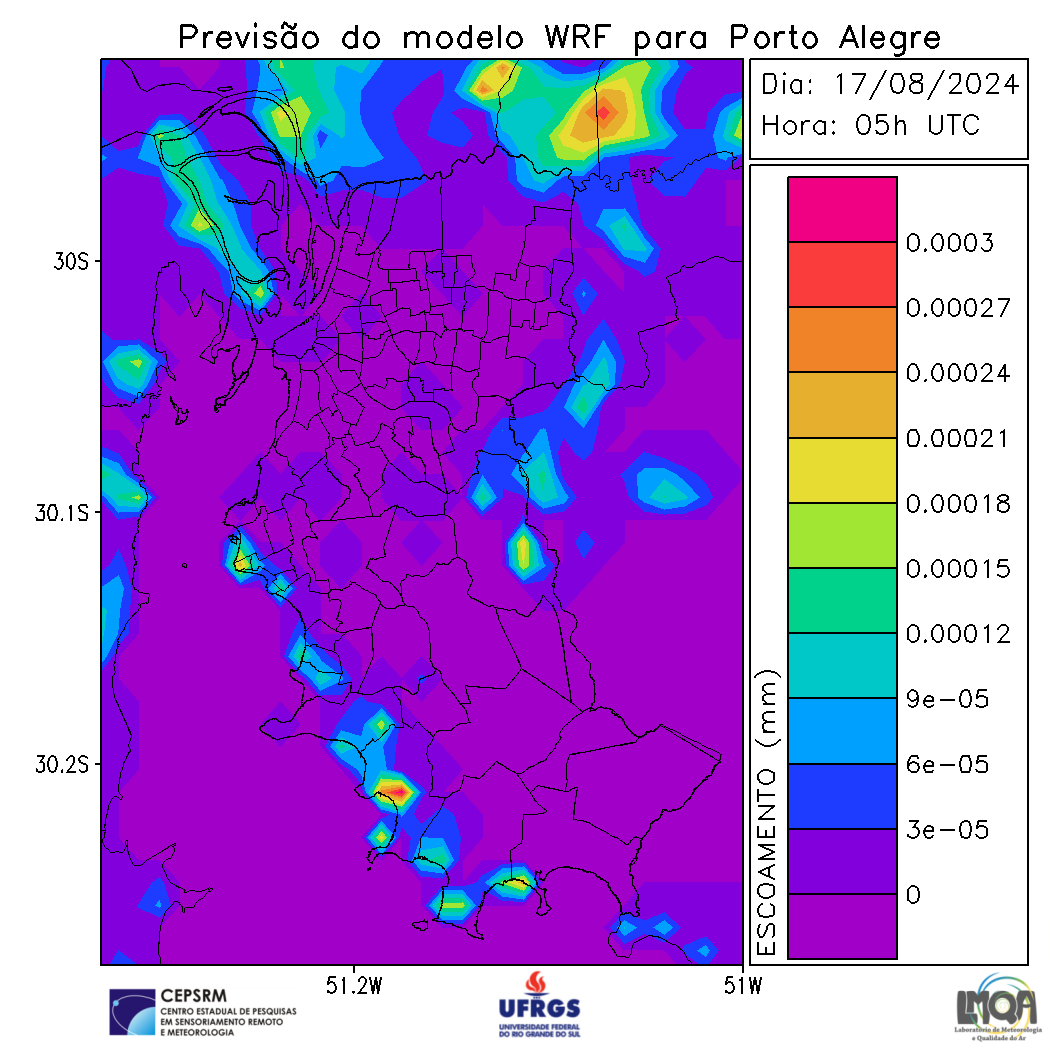 Previsão do modelo WRF para Porto Alegre
Dia: 17/08/2024
Hora: 05h UTC
30S
30.1S
30.2S
51.2W
51W
0.0003
0.00027
0.00024
0.00021
0.00018
0.00015
0.00012
9e-05
6e-05
3e-05
0
ESCOAMENTO (mm)
CEPSRM
CENTRO ESTADUAL DE PESQUISAS
EM SENSORIAMENTO REMOTO
E METEOROLOGIA
UFRGS
UNIVERSIDADE FEDERAL
DO RIO GRANDE DO SUL
LMQA
Laboratório de Meteorologia
e Qualidade do Ar